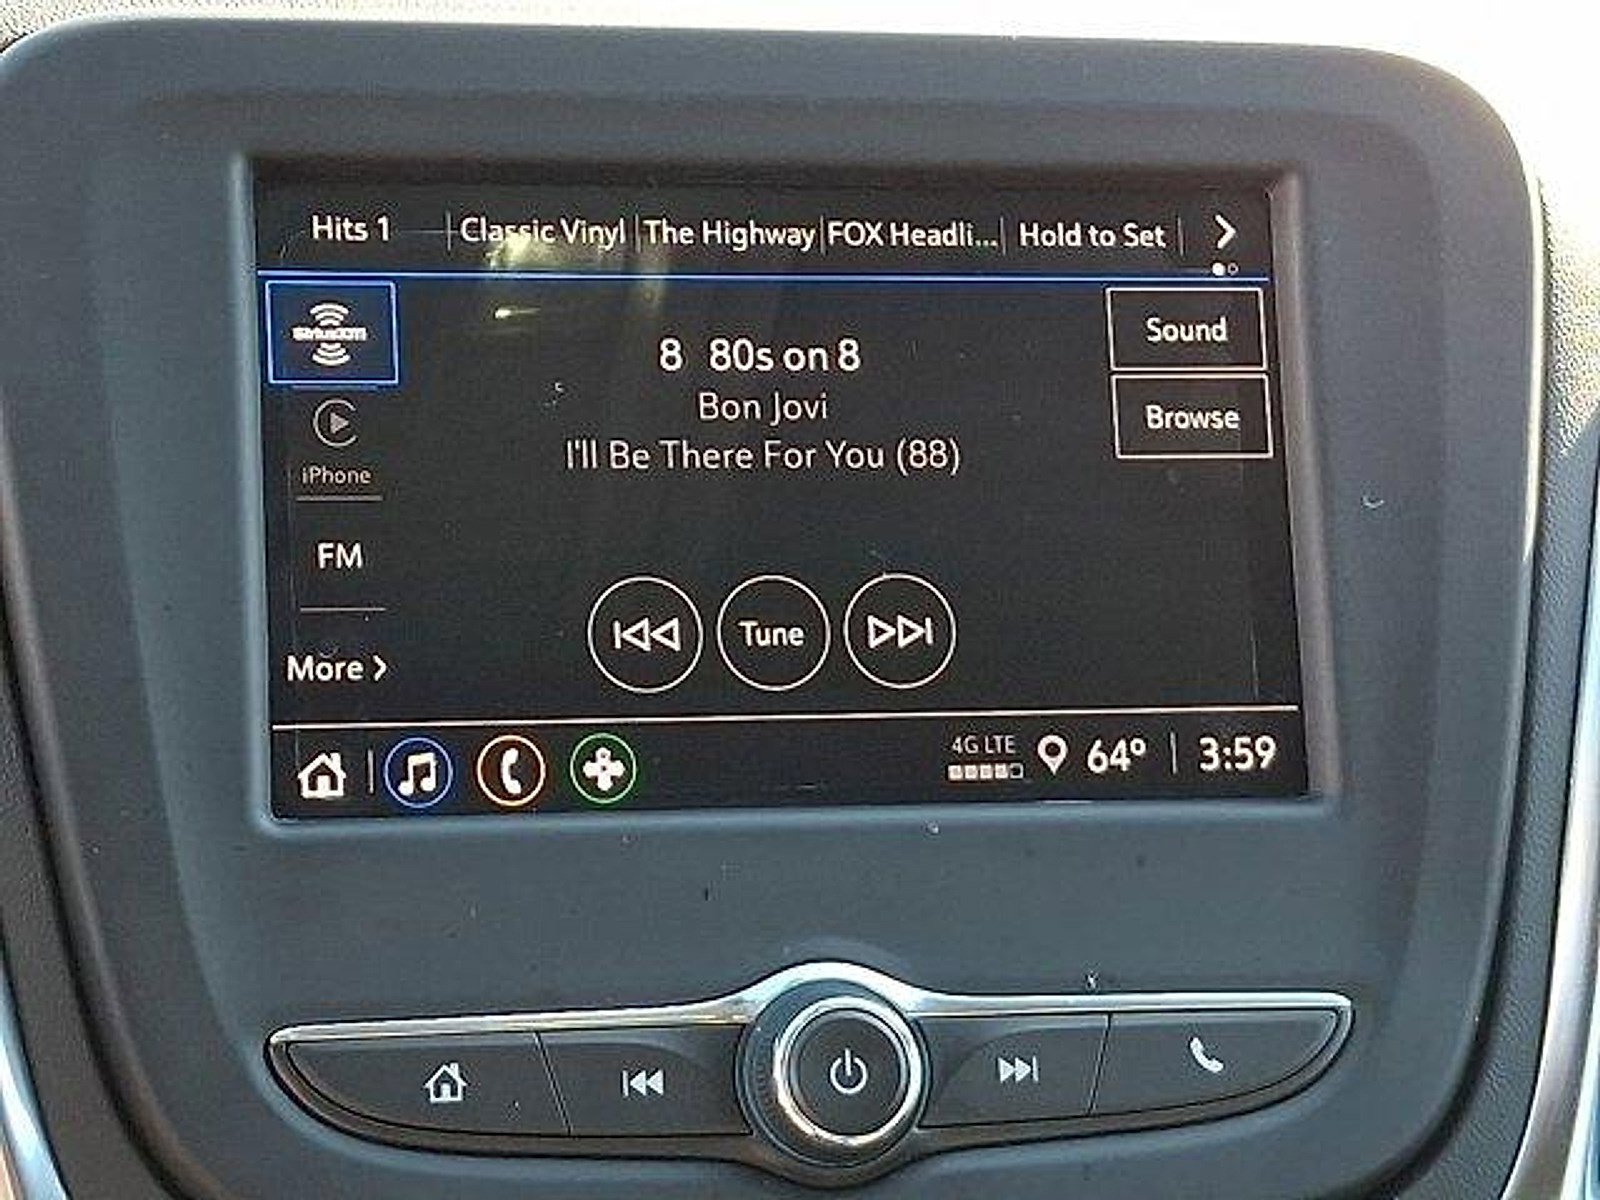 Hits 1
Classic Vinyl
The Highway
FOX Headli...
Hold to Set
SiriusXM
8 80s on 8
Bon Jovi
I'll Be There For You (88)
Sound
Browse
iPhone
FM
More
Tune
4G LTE
64°
3:59